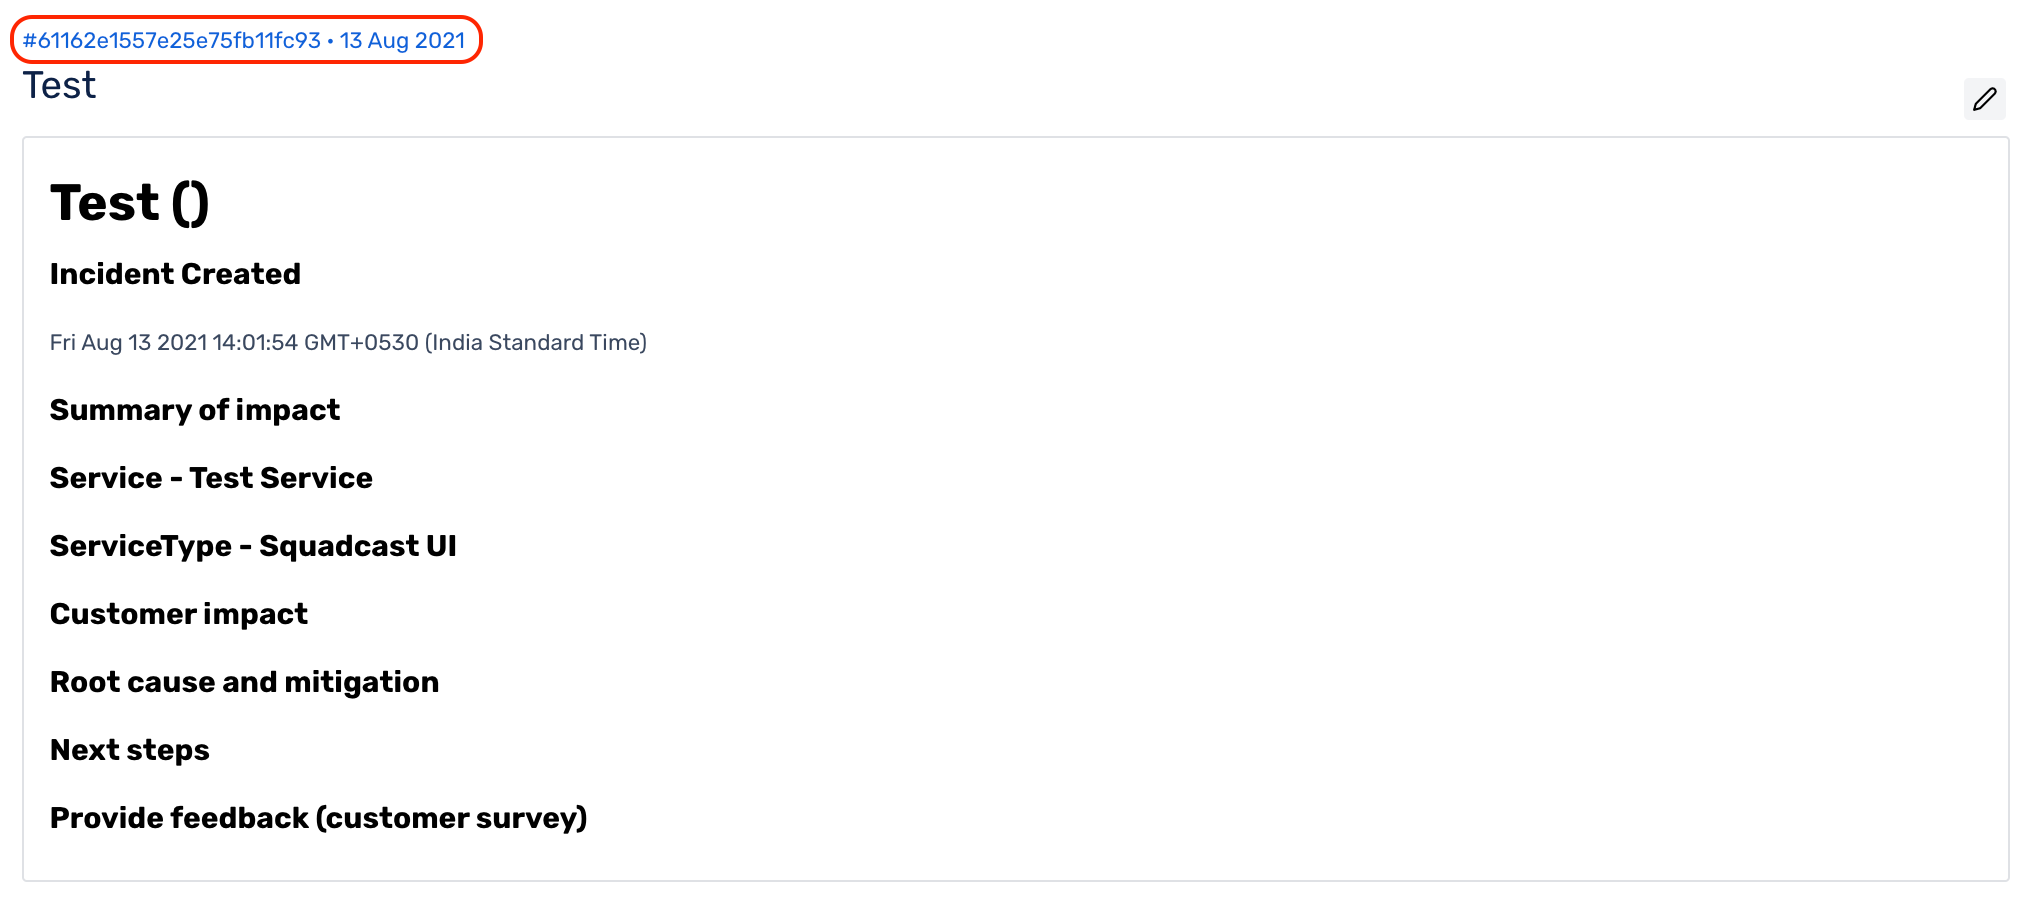 #61162e1557e25e75fb11fc93 • 13 Aug 2021
Test
Test ()
Incident Created
Fri Aug 13 2021 14:01:54 GMT+0530 (India Standard Time)
Summary of impact
Service - Test Service
ServiceType - Squadcast UI
Customer impact
Root cause and mitigation
Next steps
Provide feedback (customer survey)